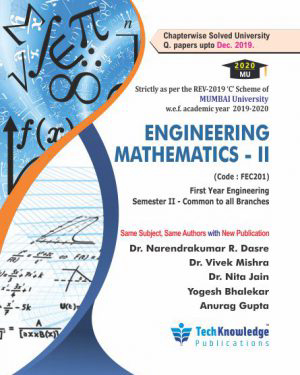 Chapterwise Solved University
Q. papers upto Dec. 2019.
2020
MU
Strictly as per the REV-2019 'C' Scheme of
MUMBAI University
w.e.f. academic year 2019-2020
ENGINEERING
MATHEMATICS - II
(Code : FEC201)
First Year Engineering
Semester II - Common to all Branches
Same Subject, Same Authors with New Publication
Dr. Narendrakumar R. Dasre
Dr. Vivek Mishra
Dr. Nita Jain
Yogesh Bhalekar
Anurag Gupta
TechKnowledge
Publications